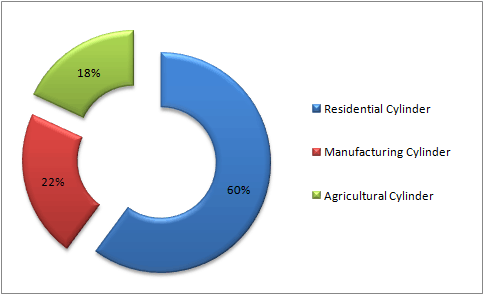 18%
22%
60%
Residential Cylinder
Manufacturing Cylinder
Agricultural Cylinder